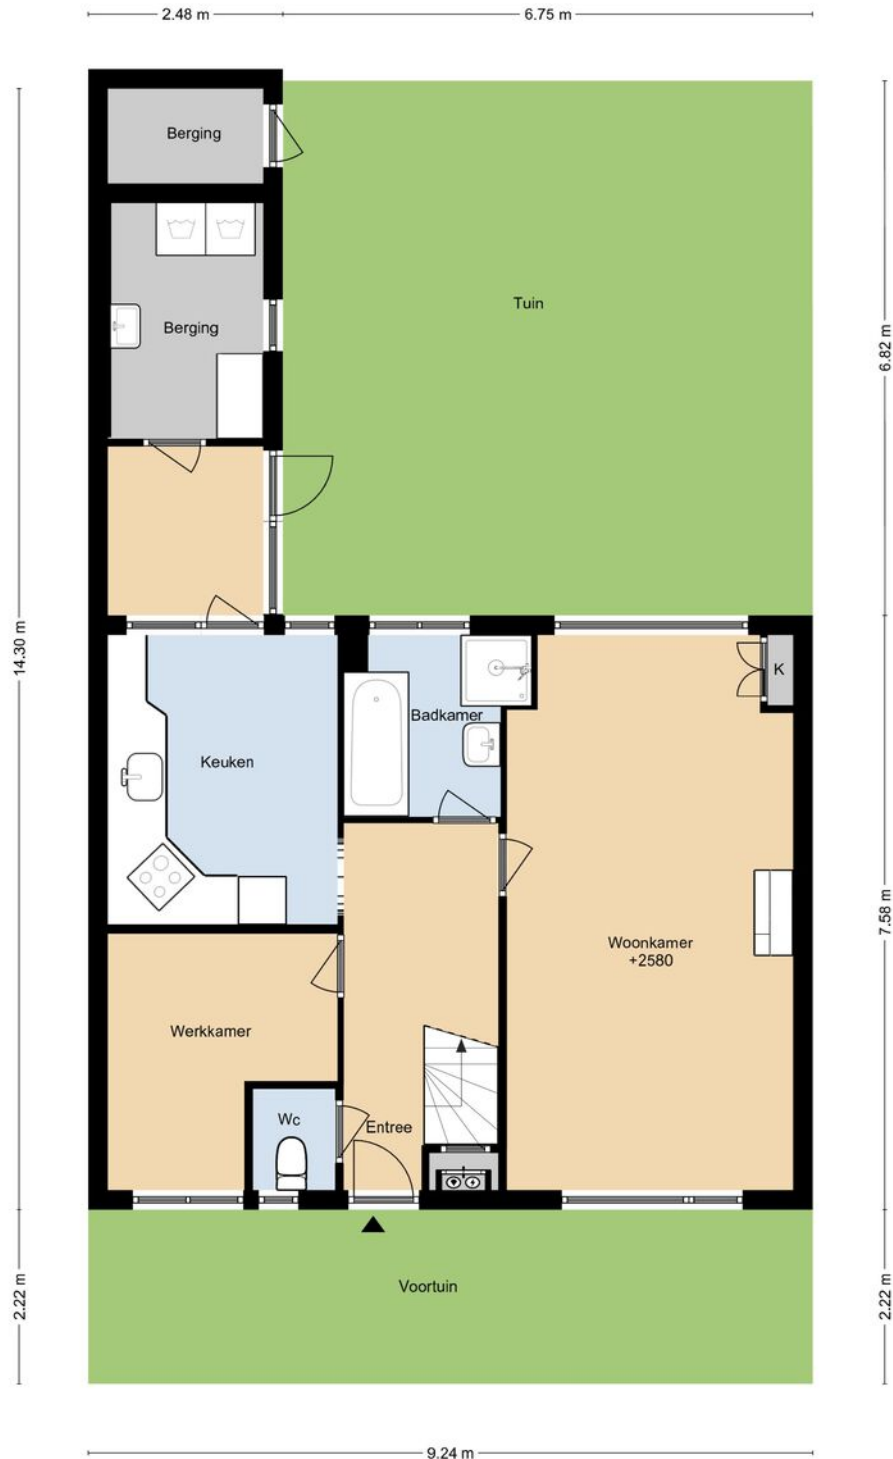 2.48 m
6.75 m
Berging
Tuin
Berging
6.82 m
14.30 m
K
Badkamer
Keuken
7.58 m
Woonkamer
+2580
Werkkamer
Wc
Entree
Voortuin
2.22 m
2.22 m
9.24 m